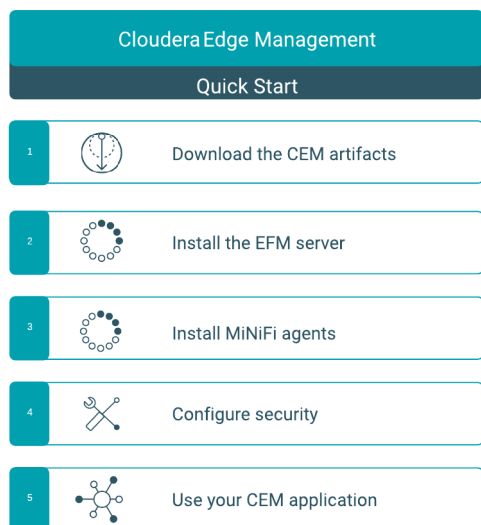 Cloudera Edge Management
Quick Start
1 Download the CEM artifacts
2 Install the EFM server
3 Install MiNiFi agents
4 Configure security
5 Use your CEM application